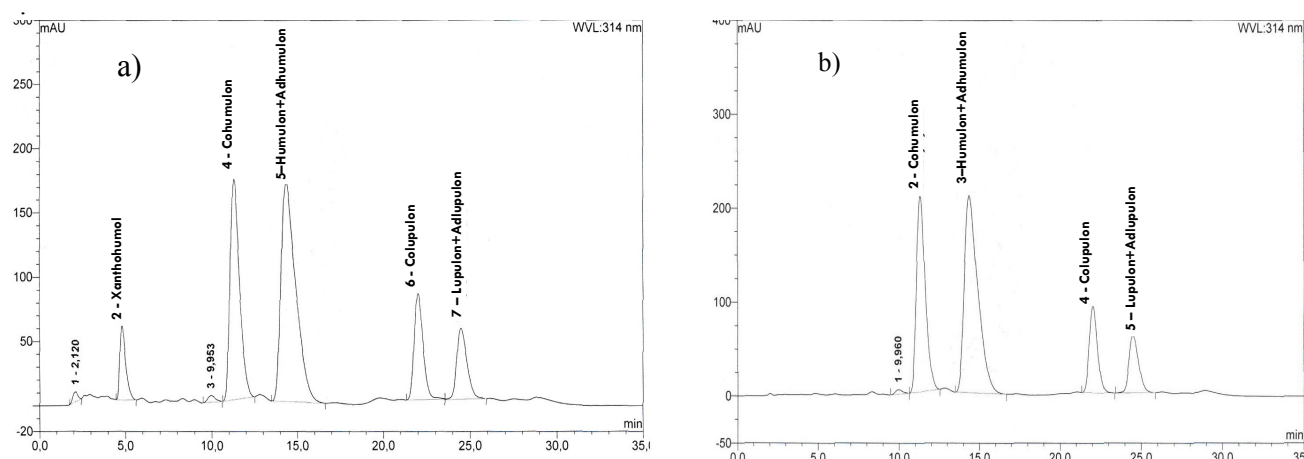 300
mAU
WVL:314 nm
a)
250
200
150
100
50
-20
1 - 2,120
2 - Xanthohumol
3 - 9,953
4 - Cohumulon
5–Humulon+Adhumulon
6 - Colupulon
7 – Lupulon+Adlupulon
min
0,0
5,0
10,0
15,0
20,0
25,0
30,0
35,0
400
mAU
WVL:314 nm
b)
300
200
100
0
-50
1 - 9,960
2 - Cohumulon
3–Humulon+Adhumulon
4 - Colupulon
5 – Lupulon+Adlupulon
min
0,0
5,0
10,0
15,0
20,0
25,0
30,0